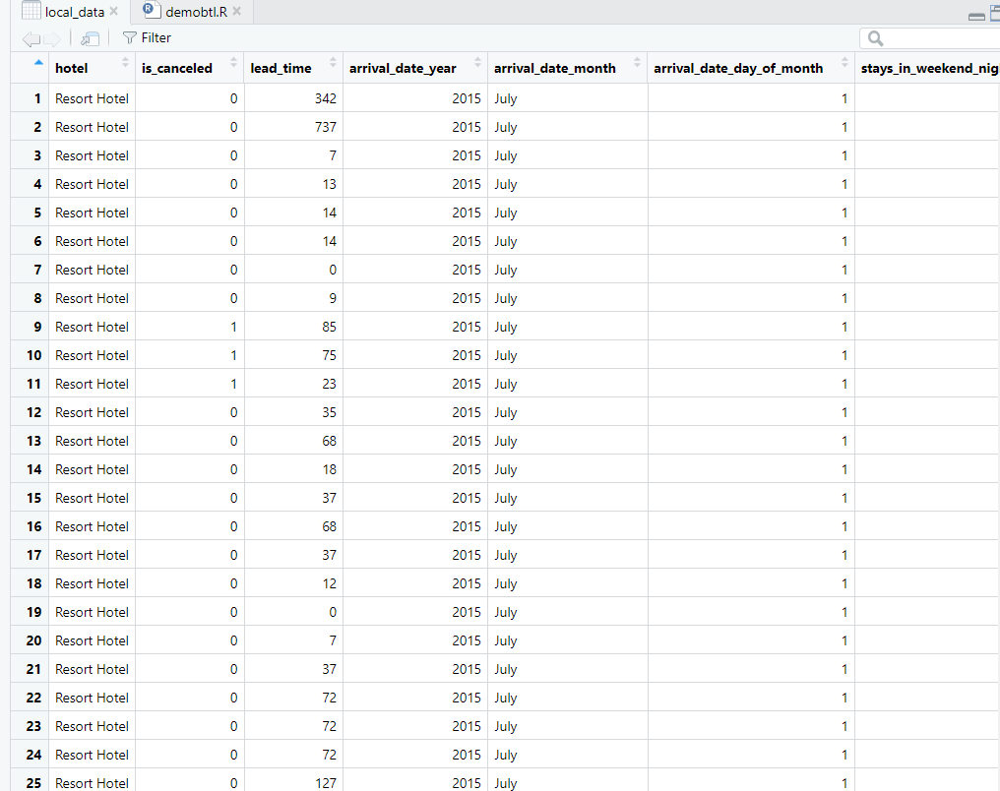 local_data demobtl.R
Filter
hotel is_canceled lead_time arrival_date_year arrival_date_month arrival_date_day_of_month stays_in_weekend_nig
1 Resort Hotel 0 342 2015 July 1
2 Resort Hotel 0 737 2015 July 1
3 Resort Hotel 0 7 2015 July 1
4 Resort Hotel 0 13 2015 July 1
5 Resort Hotel 0 14 2015 July 1
6 Resort Hotel 0 14 2015 July 1
7 Resort Hotel 0 0 2015 July 1
8 Resort Hotel 0 9 2015 July 1
9 Resort Hotel 1 85 2015 July 1
10 Resort Hotel 1 75 2015 July 1
11 Resort Hotel 1 23 2015 July 1
12 Resort Hotel 0 35 2015 July 1
13 Resort Hotel 0 68 2015 July 1
14 Resort Hotel 0 18 2015 July 1
15 Resort Hotel 0 37 2015 July 1
16 Resort Hotel 0 68 2015 July 1
17 Resort Hotel 0 37 2015 July 1
18 Resort Hotel 0 12 2015 July 1
19 Resort Hotel 0 0 2015 July 1
20 Resort Hotel 0 7 2015 July 1
21 Resort Hotel 0 37 2015 July 1
22 Resort Hotel 0 72 2015 July 1
23 Resort Hotel 0 72 2015 July 1
24 Resort Hotel 0 72 2015 July 1
25 Resort Hotel 0 127 2015 July 1